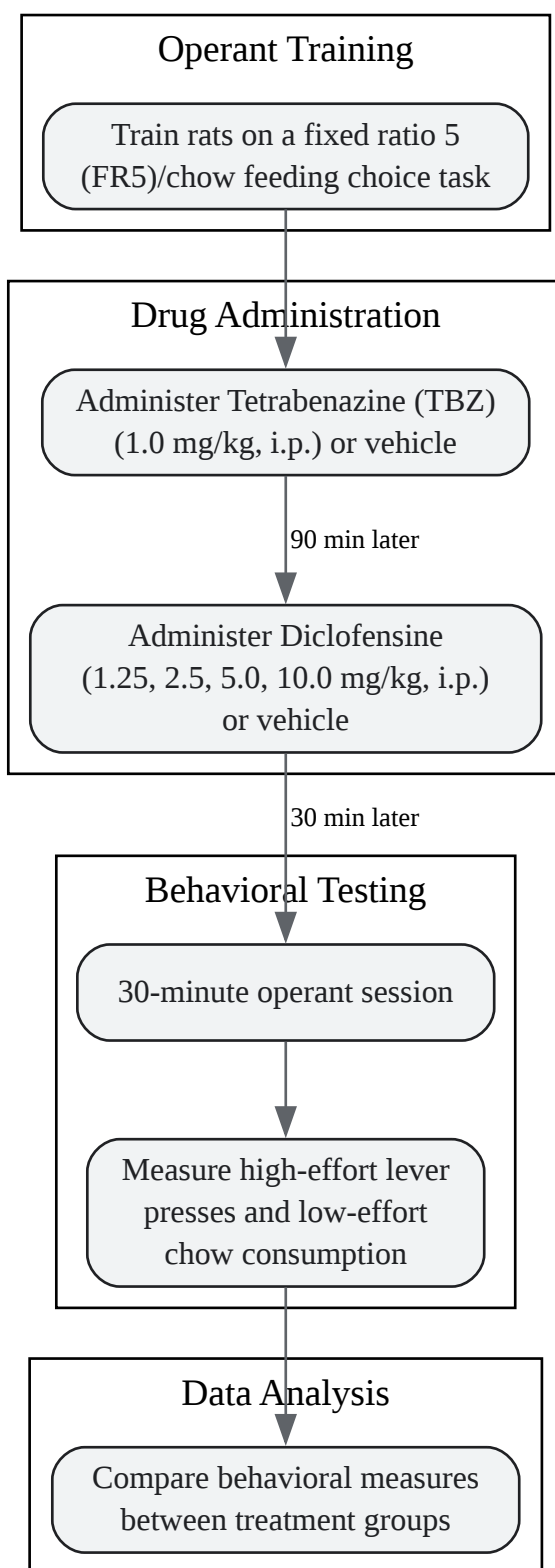 Operant Training
Train rats on a fixed ratio 5
(FR5)/chow feeding choice task
Drug Administration
Administer Tetrabenazine (TBZ)
(1.0 mg/kg, i.p.) or vehicle
90 min later
Administer Diclofensine
(1.25, 2.5, 5.0, 10.0 mg/kg, i.p.)
or vehicle
30 min later
Behavioral Testing
30-minute operant session
Measure high-effort lever
presses and low-effort
chow consumption
Data Analysis
Compare behavioral measures
between treatment groups